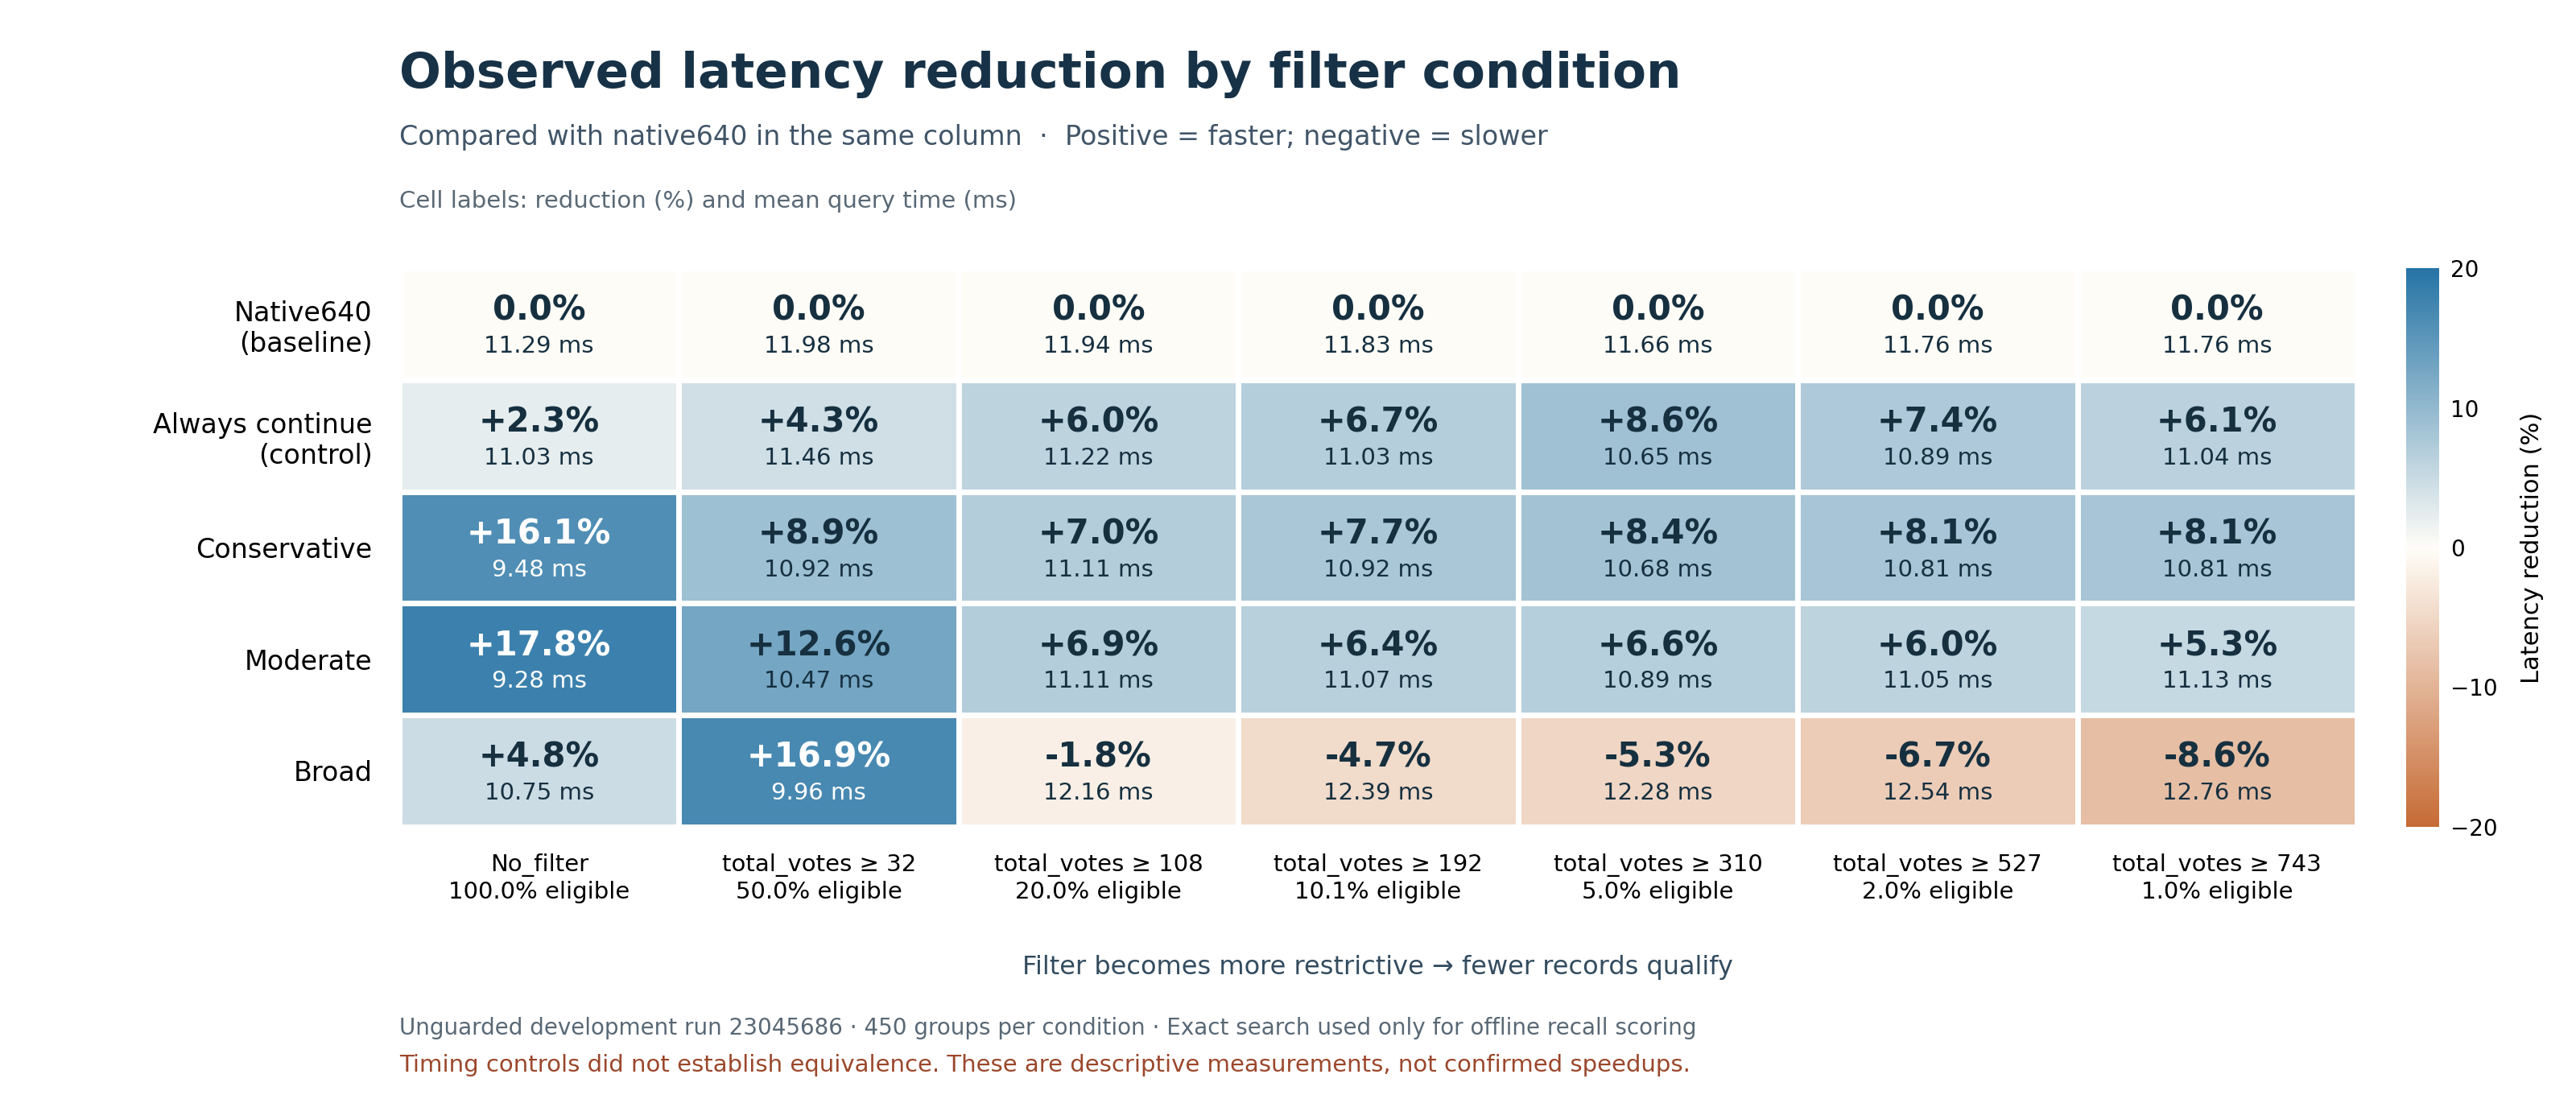 Observed latency reduction by filter condition
Compared with native640 in the same column · Positive = faster; negative = slower
Cell labels: reduction (%) and mean query time (ms)
Native640
(baseline)
0.0% 0.0% 0.0% 0.0% 0.0% 0.0% 0.0%
11.29 ms 11.98 ms 11.94 ms 11.83 ms 11.66 ms 11.76 ms 11.76 ms
Always continue
(control)
+2.3% +4.3% +6.0% +6.7% +8.6% +7.4% +6.1%
11.03 ms 11.46 ms 11.22 ms 11.03 ms 10.65 ms 10.89 ms 11.04 ms
Conservative
+16.1% +8.9% +7.0% +7.7% +8.4% +8.1% +8.1%
9.48 ms 10.92 ms 11.11 ms 10.92 ms 10.68 ms 10.81 ms 10.81 ms
Moderate
+17.8% +12.6% +6.9% +6.4% +6.6% +6.0% +5.3%
9.28 ms 10.47 ms 11.11 ms 11.07 ms 10.89 ms 11.05 ms 11.13 ms
Broad
+4.8% +16.9% -1.8% -4.7% -5.3% -6.7% -8.6%
10.75 ms 9.96 ms 12.16 ms 12.39 ms 12.28 ms 12.54 ms 12.76 ms
No_filter total_votes ≥ 32 total_votes ≥ 108 total_votes ≥ 192 total_votes ≥ 310 total_votes ≥ 527 total_votes ≥ 743
100.0% eligible 50.0% eligible 20.0% eligible 10.1% eligible 5.0% eligible 2.0% eligible 1.0% eligible
20
10
0
−10
−20
Latency reduction (%)
Filter becomes more restrictive → fewer records qualify
Unguarded development run 23045686 · 450 groups per condition · Exact search used only for offline recall scoring
Timing controls did not establish equivalence. These are descriptive measurements, not confirmed speedups.